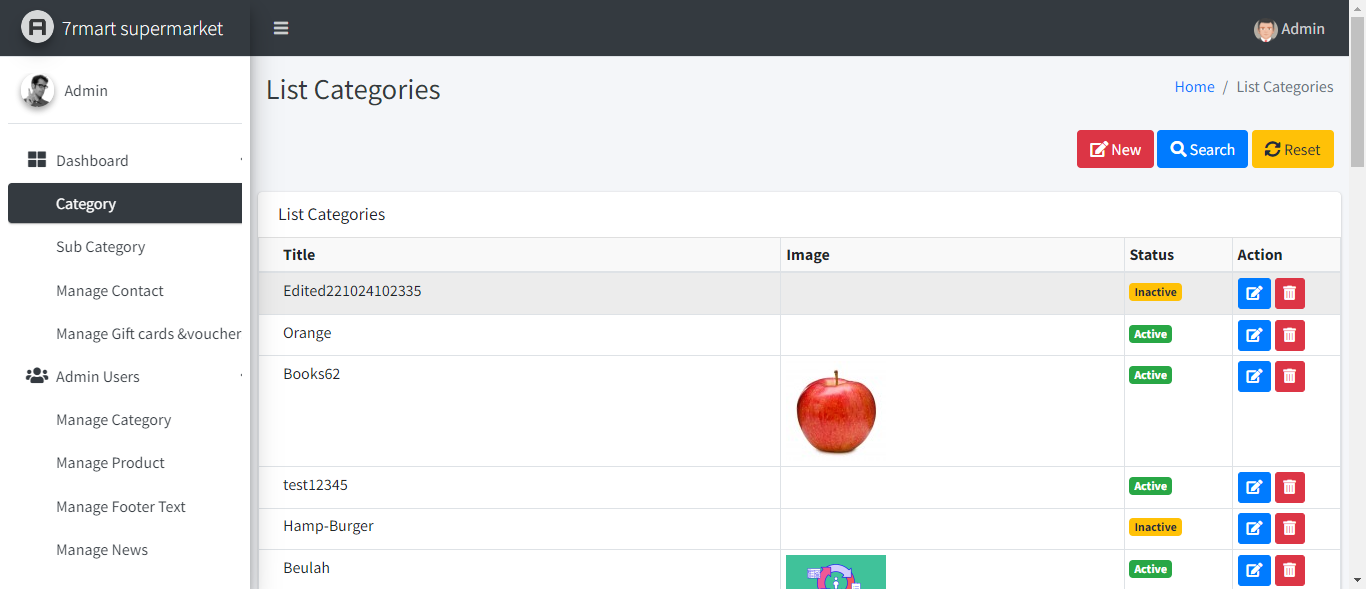 7rmart supermarket
Admin
Admin
List Categories
Home / List Categories
Dashboard
Category
Sub Category
Manage Contact
Manage Gift cards &voucher
Admin Users
Manage Category
Manage Product
Manage Footer Text
Manage News
New
Search
Reset
List Categories
Title Image Status Action
Edited221024102335 Inactive
Orange Active
Books62 Active
test12345 Active
Hamp-Burger Inactive
Beulah Active